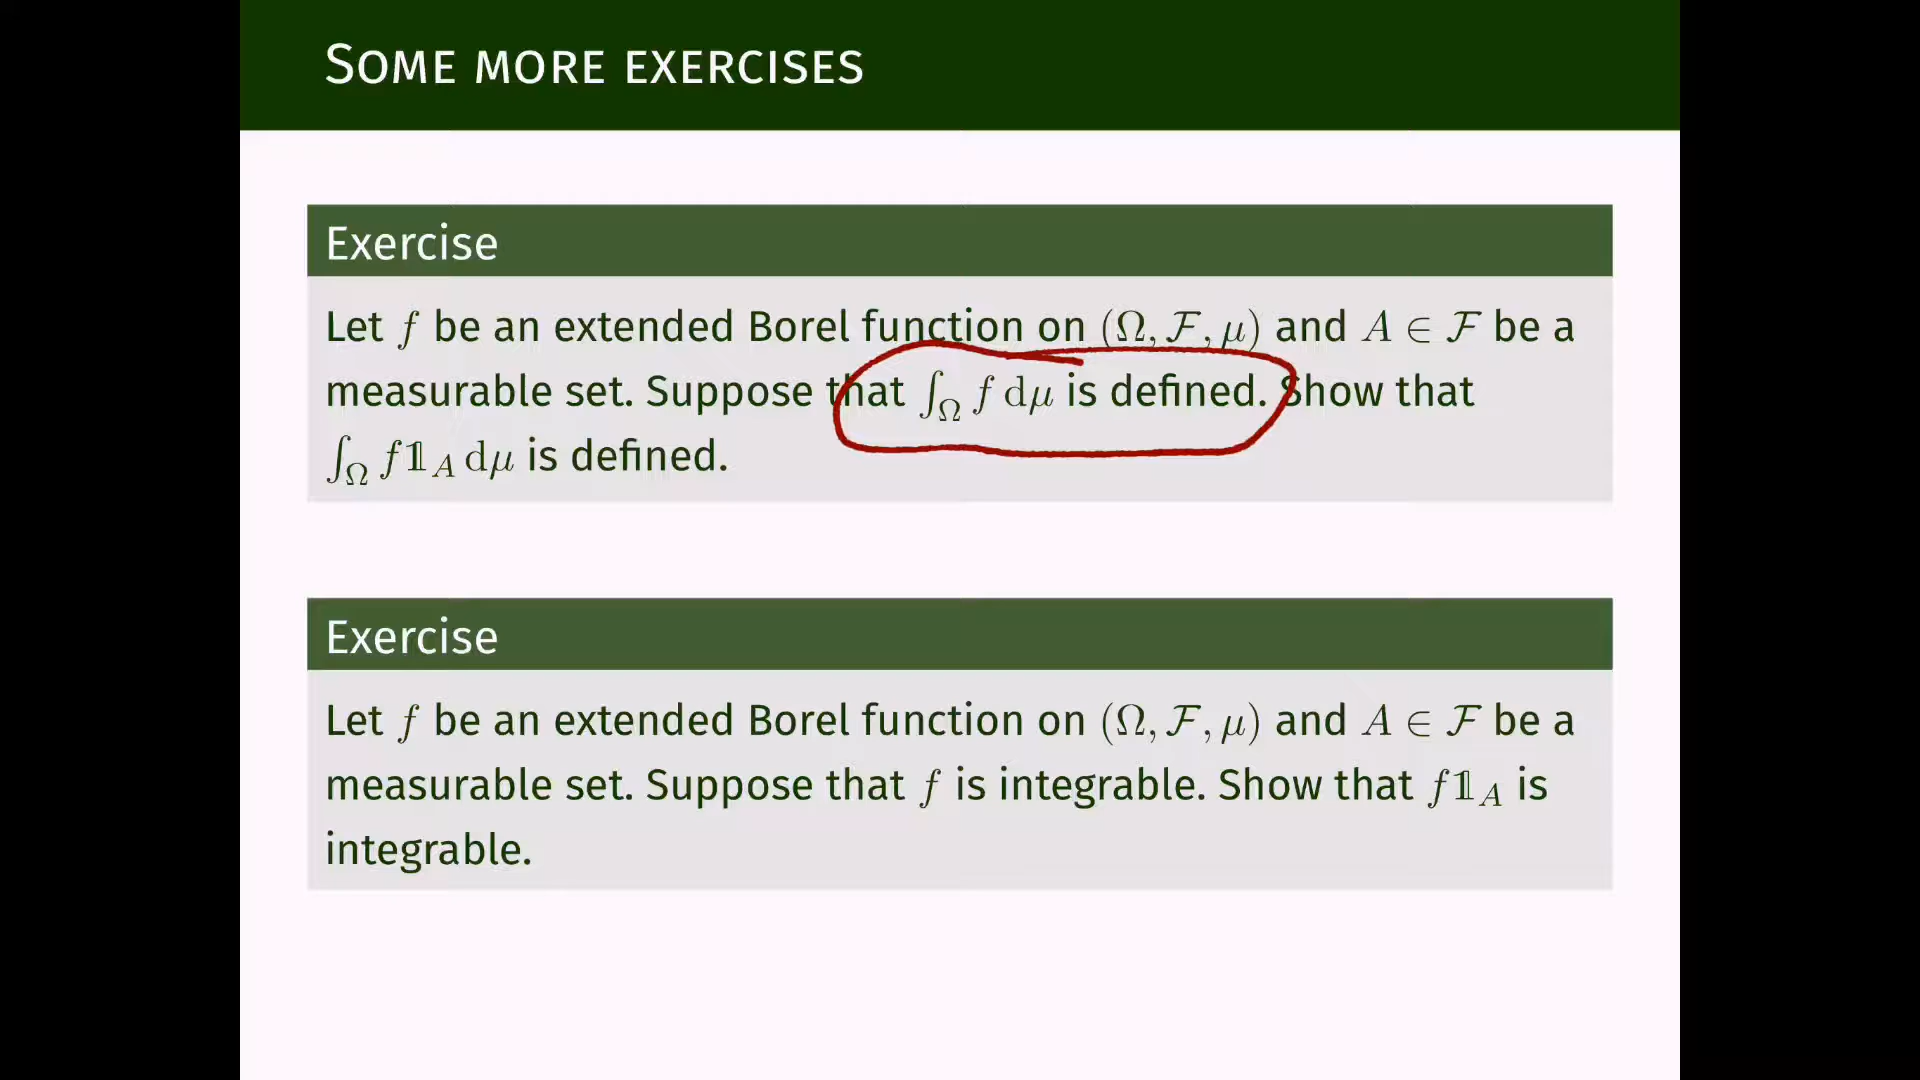 SOME MORE EXERCISES
Exercise
Let f be an extended Borel function on (Ω, ℱ, μ) and A ∈ ℱ be a
measurable set. Suppose that ∫_Ω f dμ is defined. Show that
∫_Ω f𝟙_A dμ is defined.
Exercise
Let f be an extended Borel function on (Ω, ℱ, μ) and A ∈ ℱ be a
measurable set. Suppose that f is integrable. Show that f𝟙_A is
integrable.